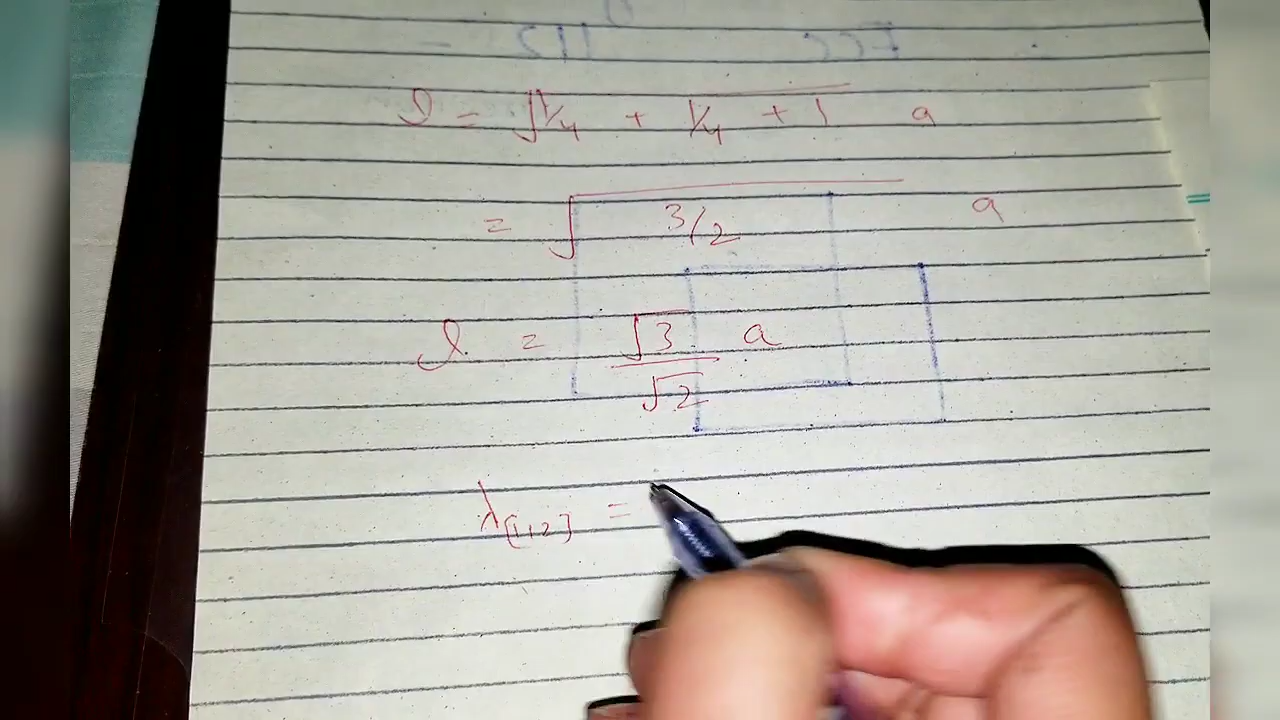 l = √1/4 + 1/4 + 1 a
= √3/2 a
l = √3/√2 a
λ[112] =